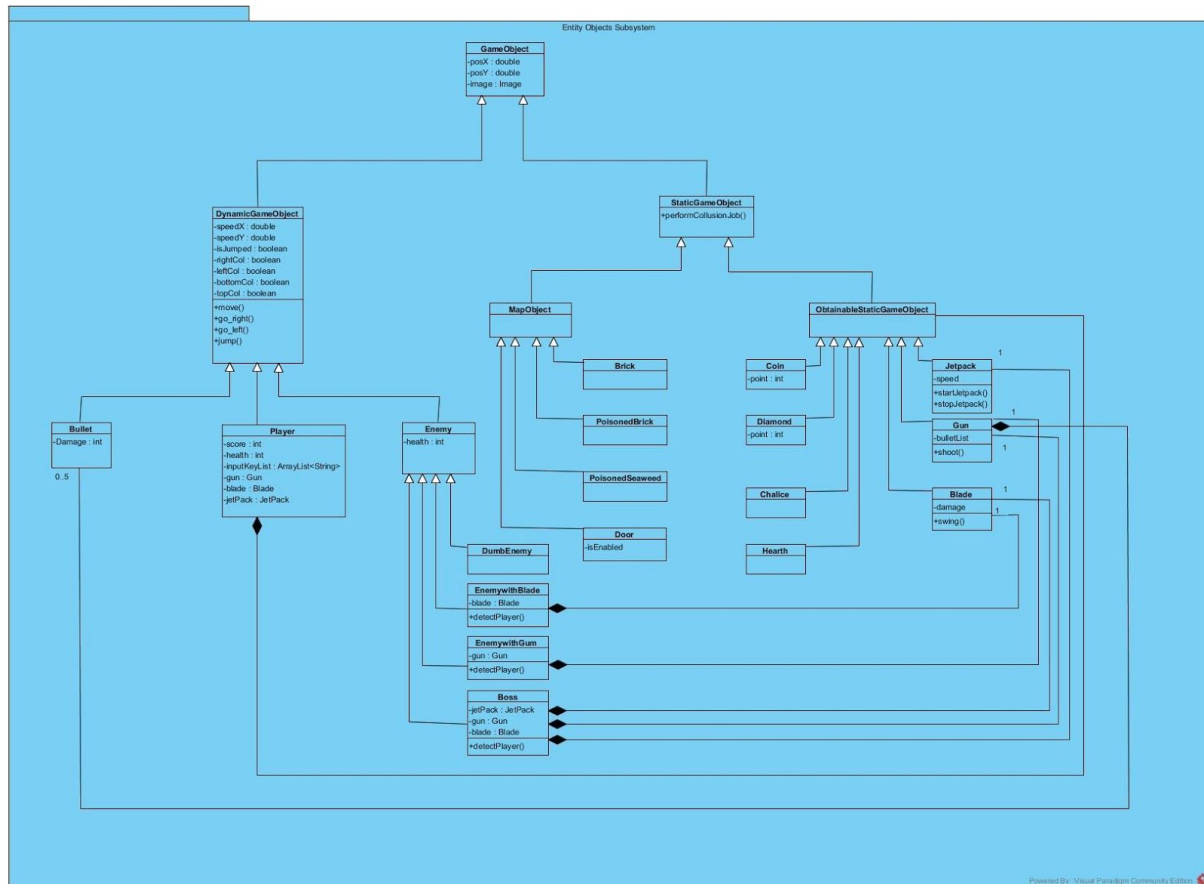 Entity Objects Subsystem
GameObject
-posX : double
-posY : double
-image : Image
DynamicGameObject
-speedX : double
-speedY : double
-isJumped : boolean
-rightCol : boolean
-leftCol : boolean
-bottomCol : boolean
-topCol : boolean
+move()
+go_right()
+go_left()
+jump()
StaticGameObject
+performCollusionJob()
MapObject
ObtainableStaticGameObject
Brick
PoisonedBrick
PoisonedSeaweed
Door
-isEnabled
Coin
-point : int
Diamond
-point : int
Chalice
Hearth
1
Jetpack
-speed
+startJetpack()
+stopJetpack()
1
Gun
-bulletList
+shoot()
1
1
Blade
-damage
+swing()
1
Bullet
-Damage : int
0..5
Player
-score : int
-health : int
-inputKeyList : ArrayList<String>
-gun : Gun
-blade : Blade
-jetPack : JetPack
Enemy
-health : int
DumbEnemy
EnemywithBlade
-blade : Blade
+detectPlayer()
EnemywithGum
-gun : Gun
+detectPlayer()
Boss
-jetPack : JetPack
-gun : Gun
-blade : Blade
+detectPlayer()
Powered By Visual Paradigm Community Edition